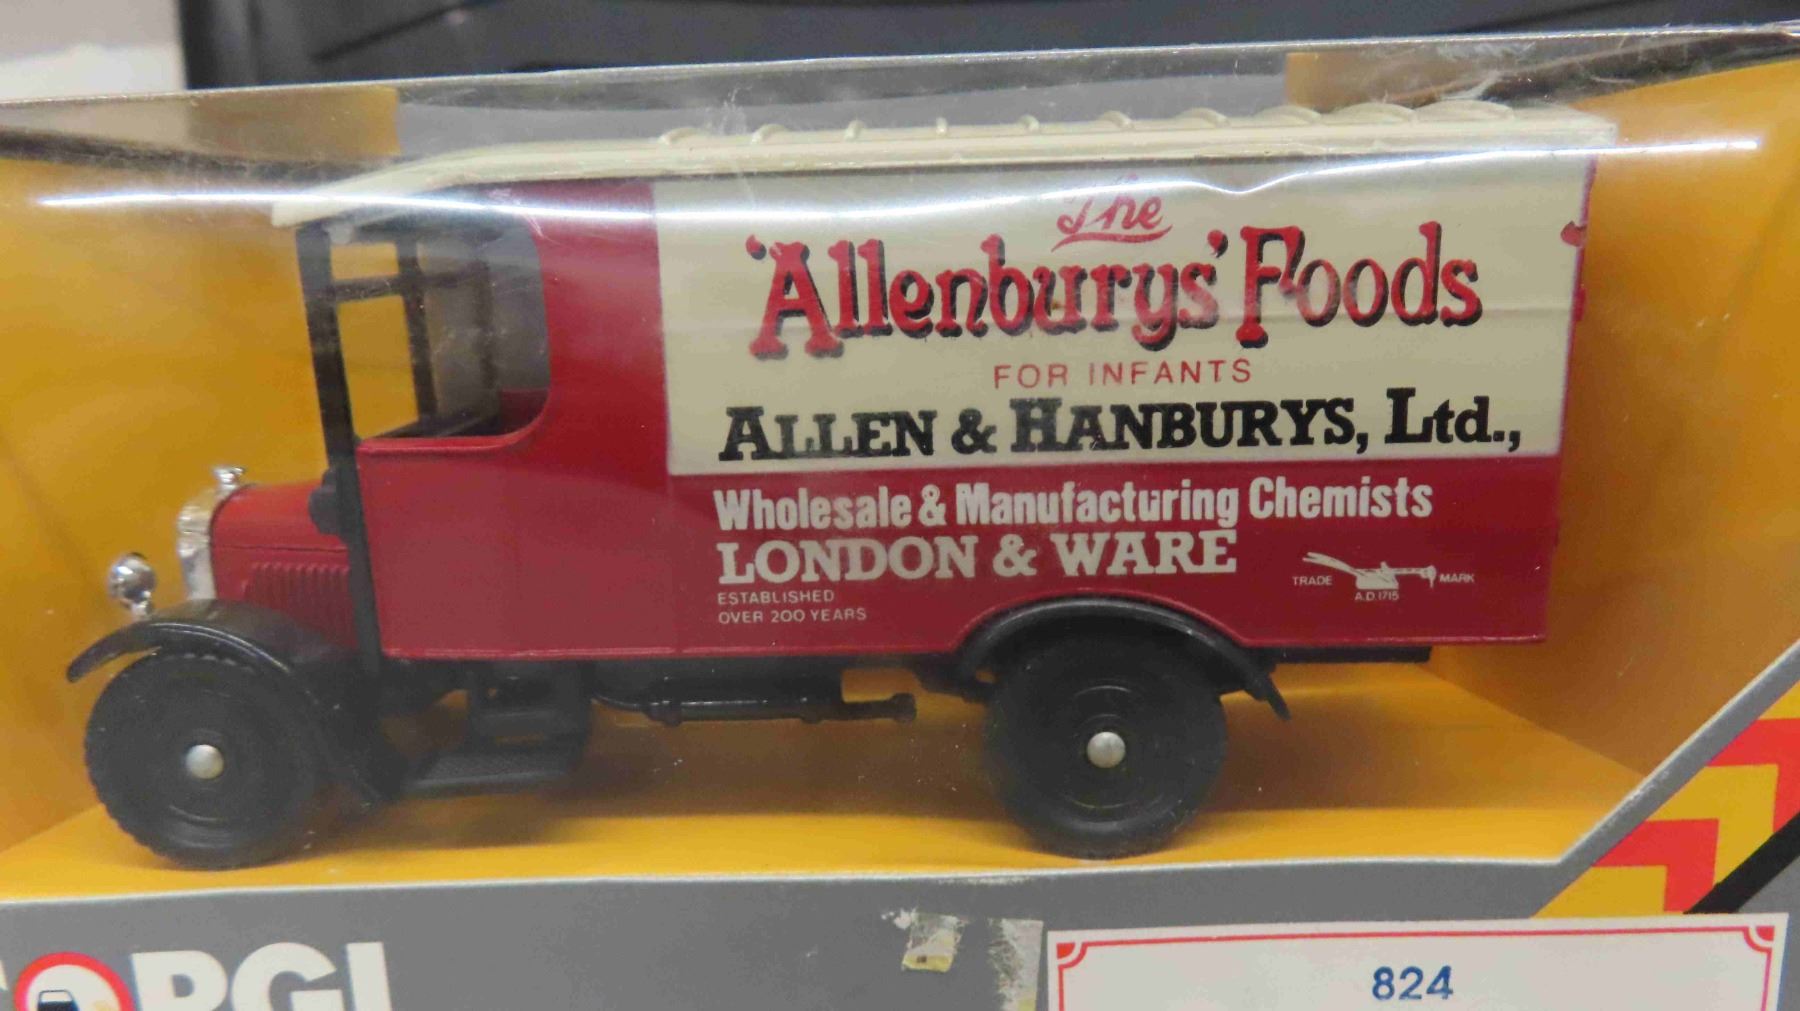 The
'Allenburys' Foods
FOR INFANTS
ALLEN & HANBURYS, Ltd.,
Wholesale & Manufacturing Chemists
LONDON & WARE
ESTABLISHED
OVER 200 YEARS
TRADE MARK
A.D. 1715
CORGI
824